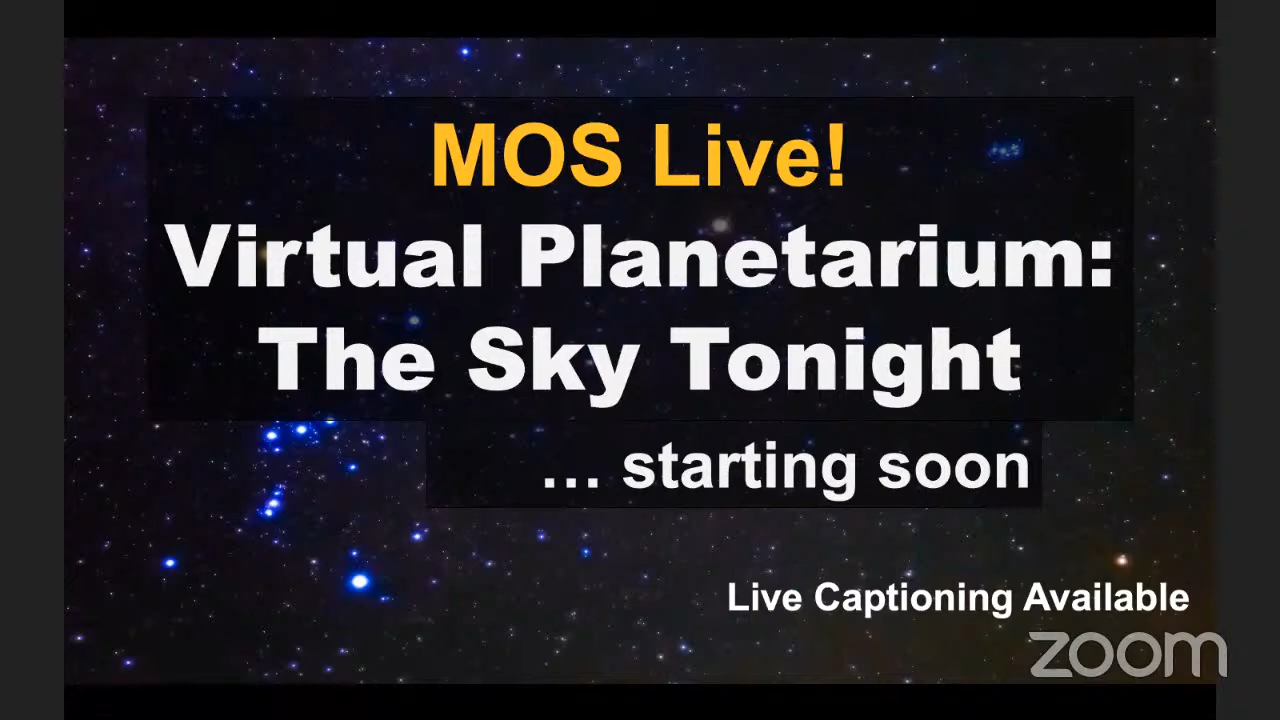 MOS Live!
Virtual Planetarium:
The Sky Tonight
... starting soon
Live Captioning Available
zoom